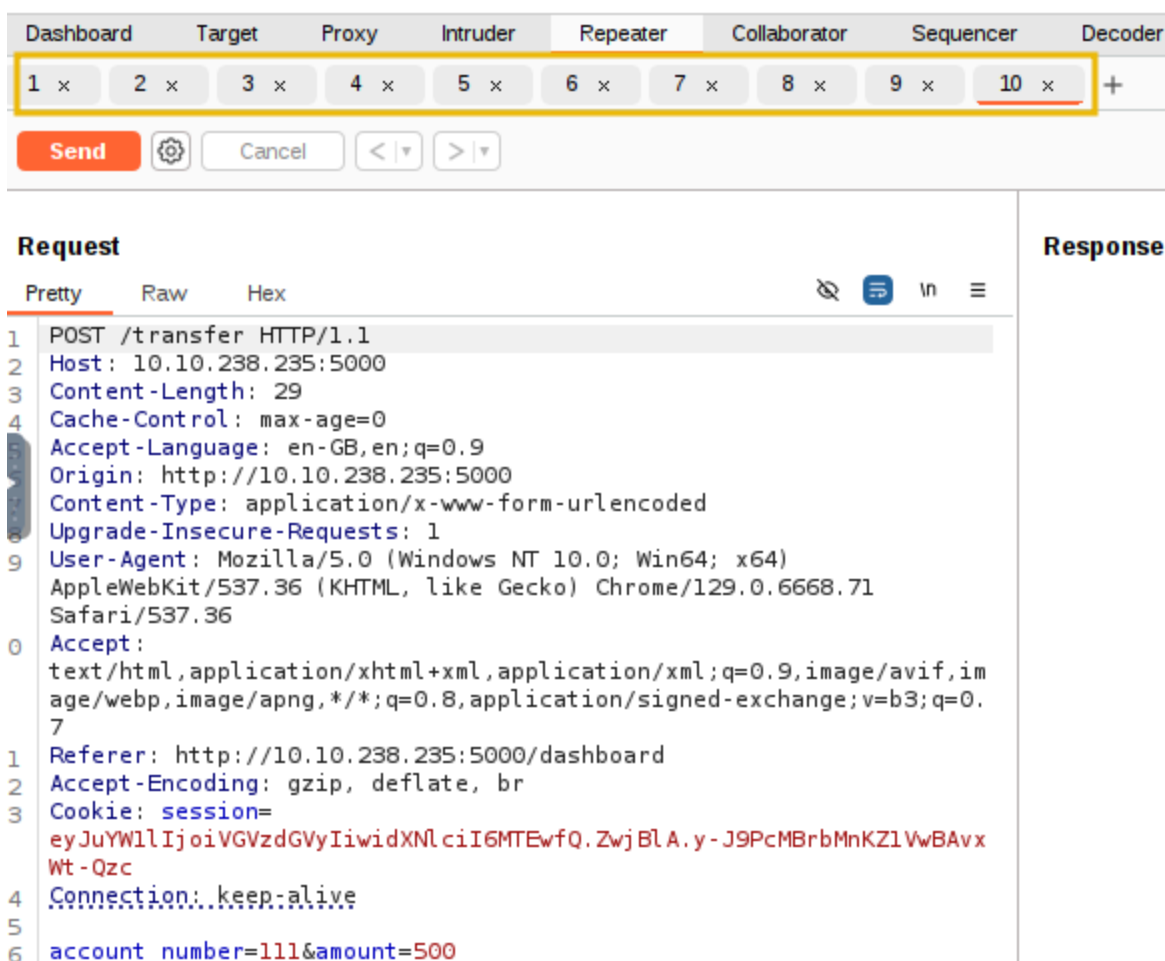 Dashboard Target Proxy Intruder Repeater Collaborator Sequencer Decoder
1 × 2 × 3 × 4 × 5 × 6 × 7 × 8 × 9 × 10 × +
Send Cancel < | ▾ > | ▾
Request Response
Pretty Raw Hex \n ≡
1 POST /transfer HTTP/1.1
2 Host: 10.10.238.235:5000
3 Content-Length: 29
4 Cache-Control: max-age=0
Accept-Language: en-GB,en;q=0.9
Origin: http://10.10.238.235:5000
Content-Type: application/x-www-form-urlencoded
8 Upgrade-Insecure-Requests: 1
9 User-Agent: Mozilla/5.0 (Windows NT 10.0; Win64; x64)
AppleWebKit/537.36 (KHTML, like Gecko) Chrome/129.0.6668.71
Safari/537.36
0 Accept:
text/html,application/xhtml+xml,application/xml;q=0.9,image/avif,im
age/webp,image/apng,*/*;q=0.8,application/signed-exchange;v=b3;q=0.
7
1 Referer: http://10.10.238.235:5000/dashboard
2 Accept-Encoding: gzip, deflate, br
3 Cookie: session=
eyJuYW1lIjoiVGVzdGVyIiwidXNlciI6MTEwfQ.ZwjBlA.y-J9PcMBrbMnKZ1VwBAvx
Wt-Qzc
4 Connection: keep-alive
5
6 account_number=111&amount=500